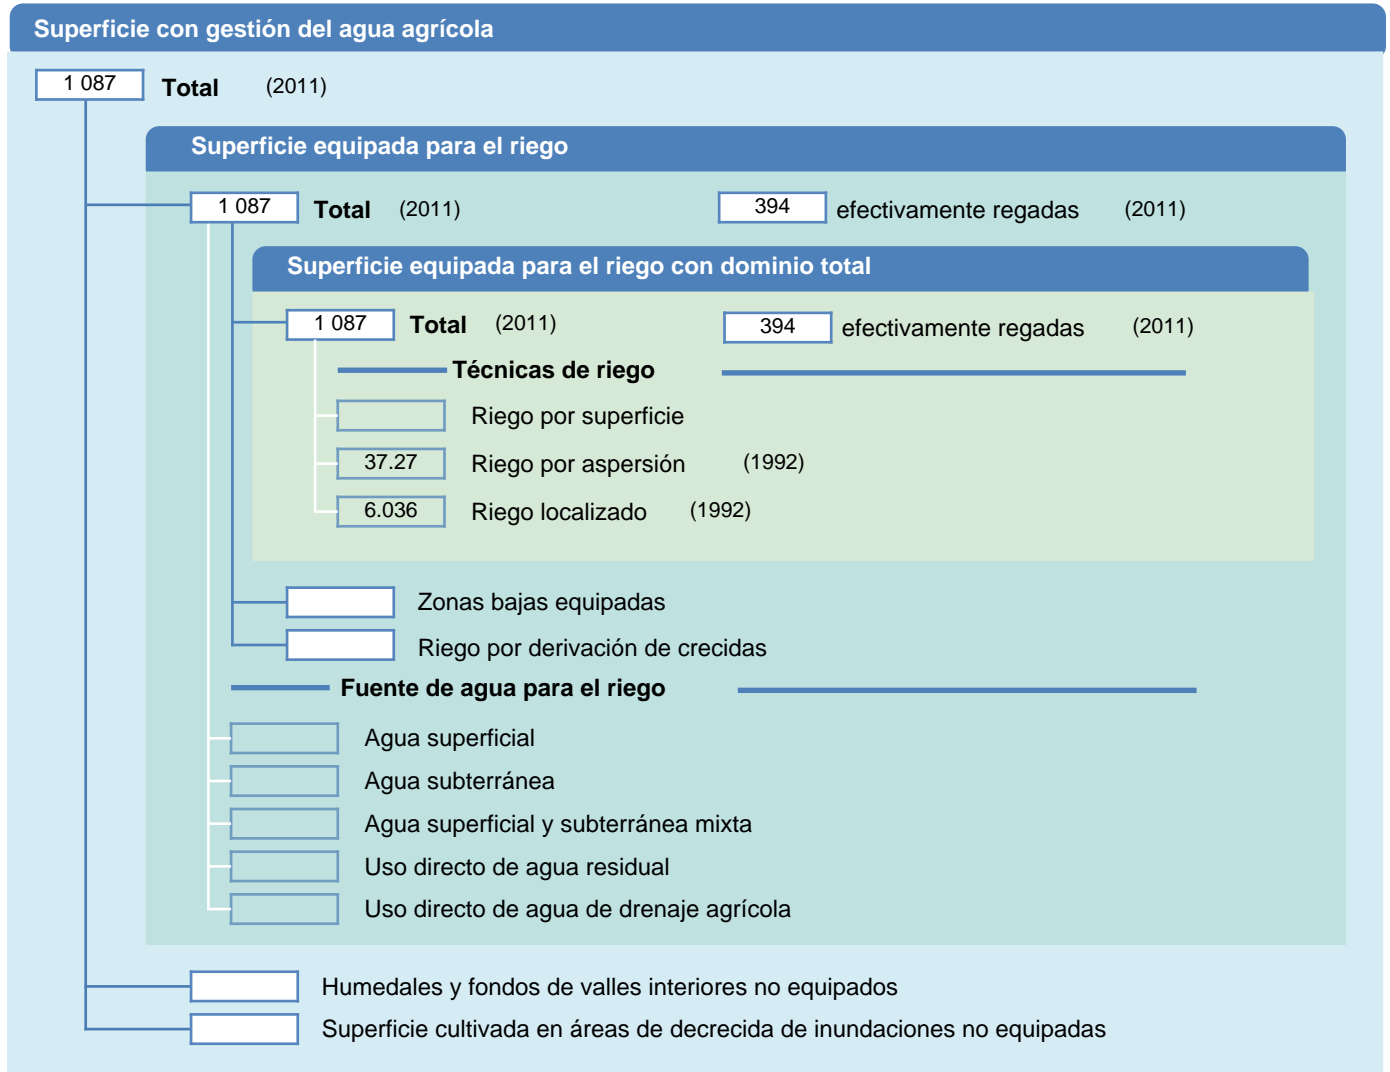 Superficie con gestión del agua agrícola
1 087 Total (2011)
Superficie equipada para el riego
1 087 Total (2011) 394 efectivamente regadas (2011)
Superficie equipada para el riego con dominio total
1 087 Total (2011) 394 efectivamente regadas (2011)
Técnicas de riego
Riego por superficie
37.27 Riego por aspersión (1992)
6.036 Riego localizado (1992)
Zonas bajas equipadas
Riego por derivación de crecidas
Fuente de agua para el riego
Agua superficial
Agua subterránea
Agua superficial y subterránea mixta
Uso directo de agua residual
Uso directo de agua de drenaje agrícola
Humedales y fondos de valles interiores no equipados
Superficie cultivada en áreas de decrecida de inundaciones no equipadas